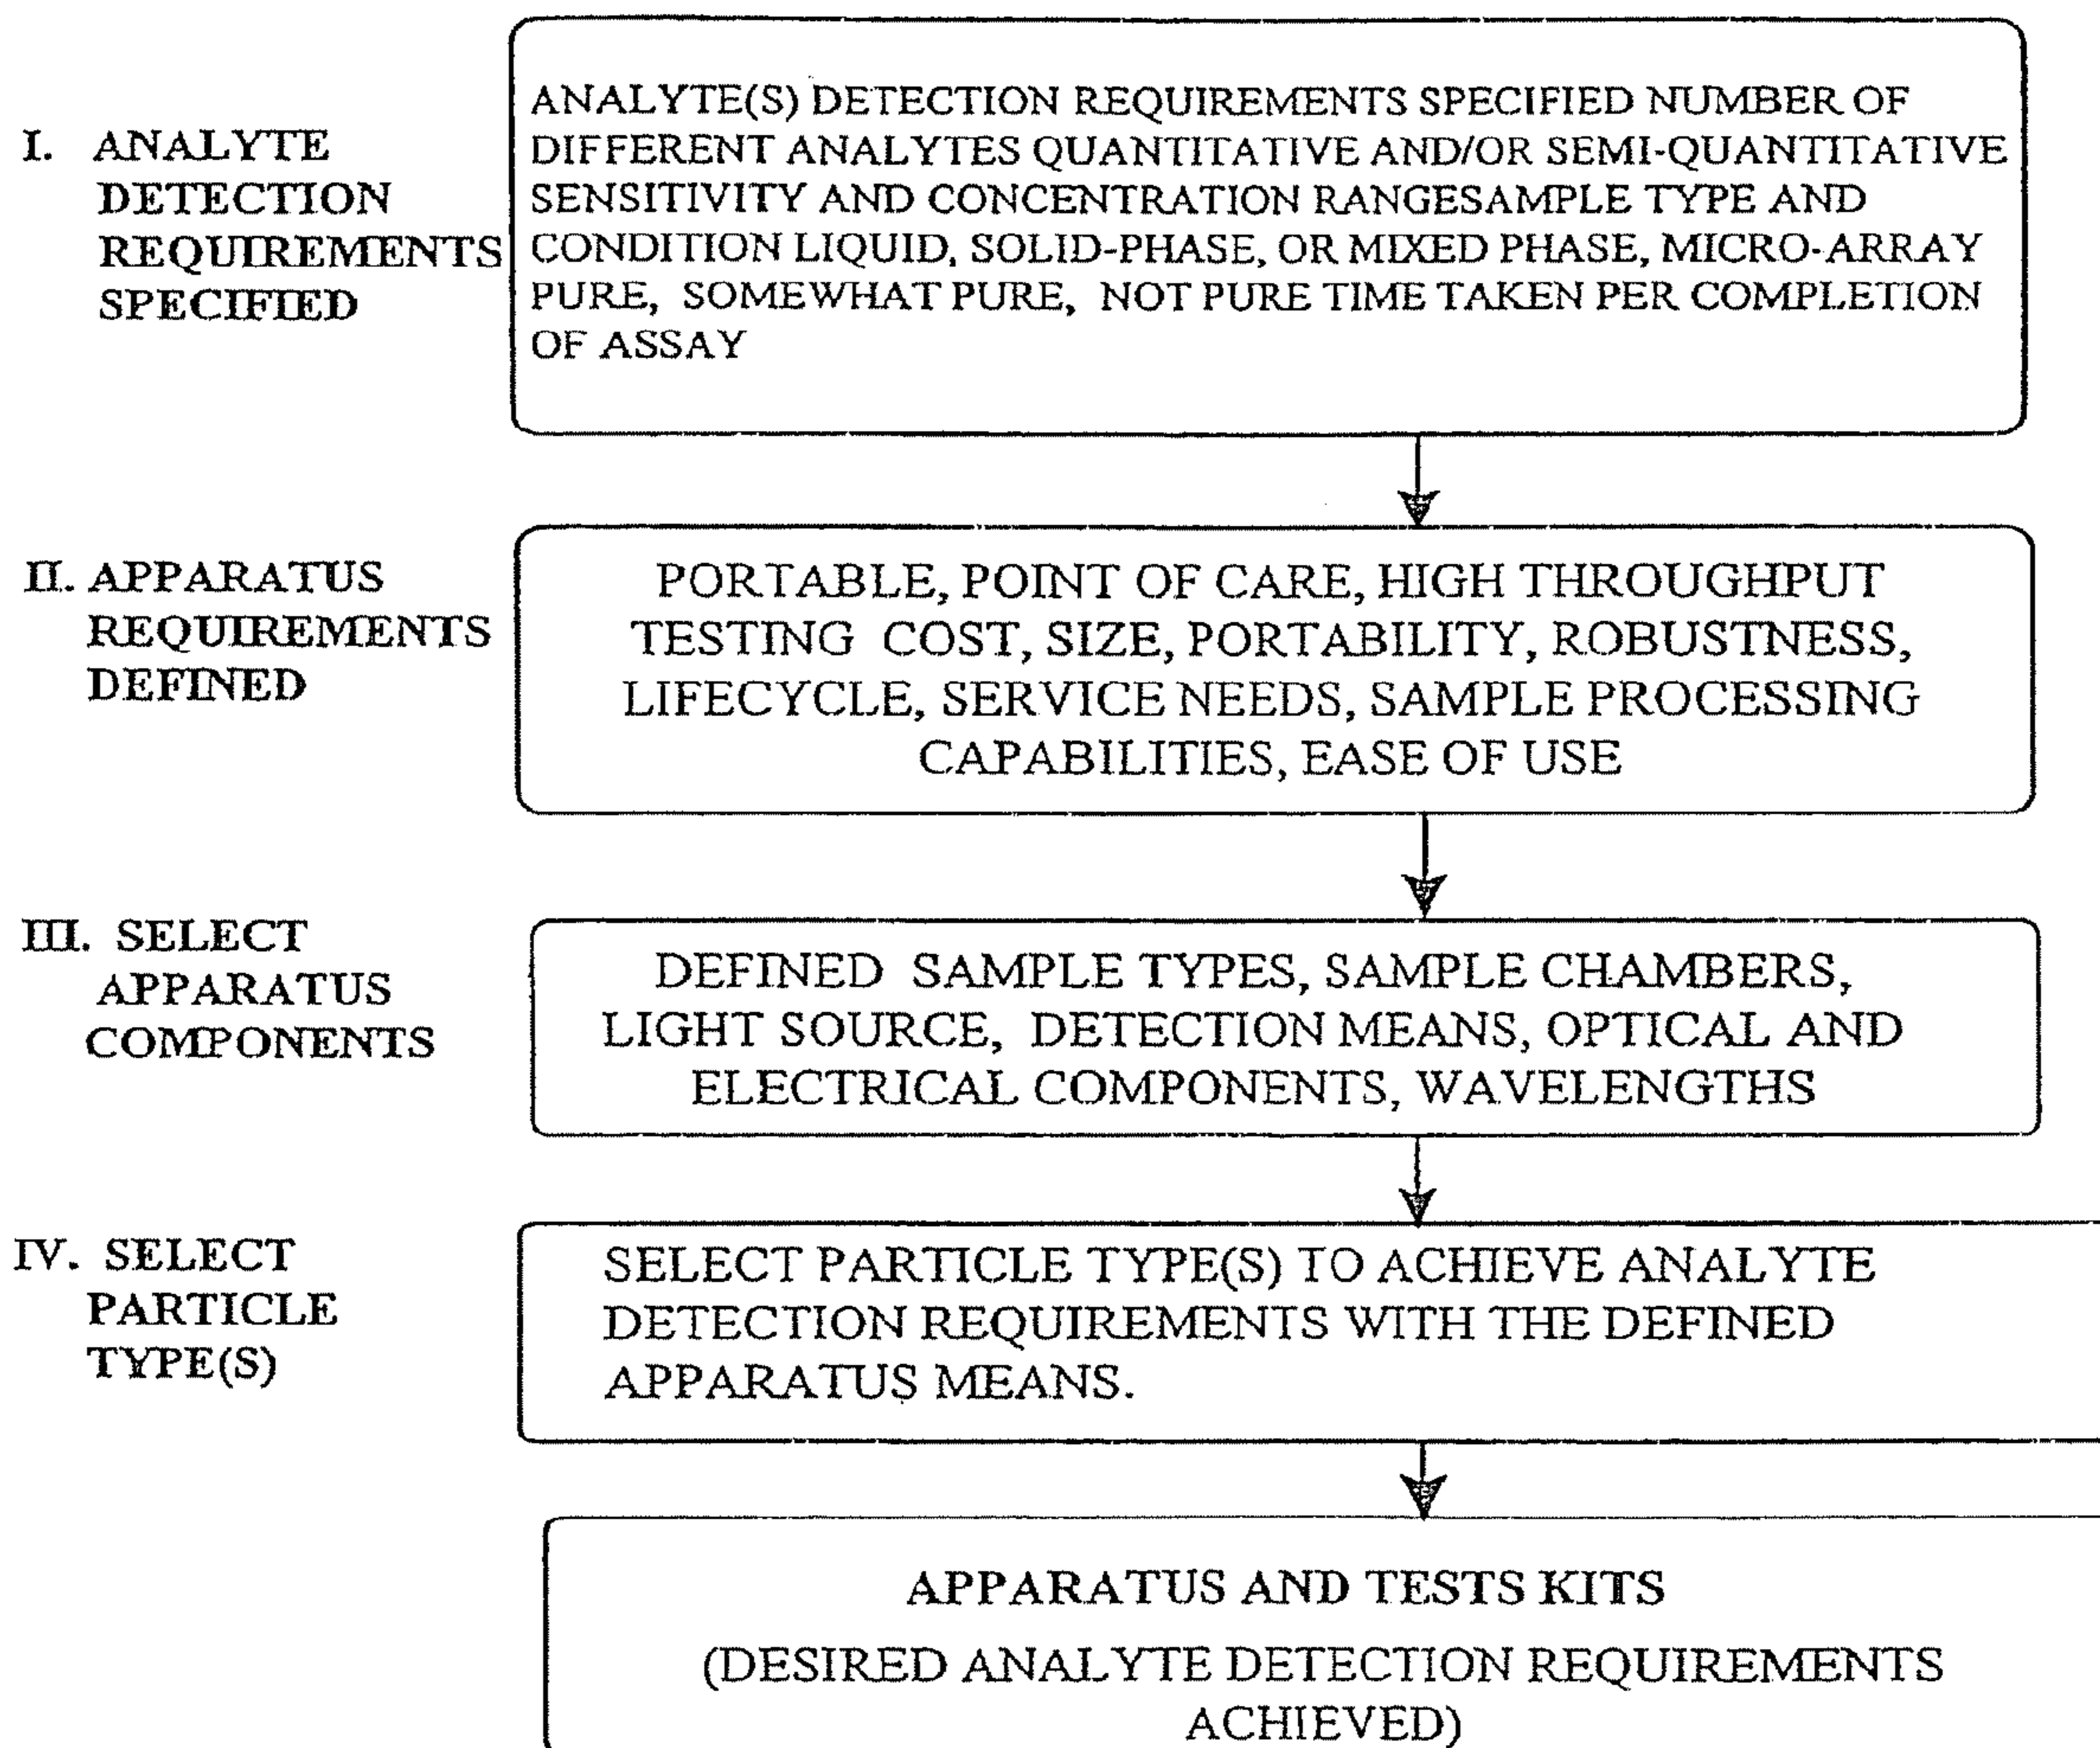 I. ANALYTE
DETECTION
REQUIREMENTS
SPECIFIED
ANALYTE(S) DETECTION REQUIREMENTS SPECIFIED NUMBER OF
DIFFERENT ANALYTES QUANTITATIVE AND/OR SEMI-QUANTITATIVE
SENSITIVITY AND CONCENTRATION RANGESAMPLE TYPE AND
CONDITION LIQUID, SOLID-PHASE, OR MIXED PHASE, MICRO-ARRAY
PURE, SOMEWHAT PURE, NOT PURE TIME TAKEN PER COMPLETION
OF ASSAY
II. APPARATUS
REQUIREMENTS
DEFINED
PORTABLE, POINT OF CARE, HIGH THROUGHPUT
TESTING COST, SIZE, PORTABILITY, ROBUSTNESS,
LIFECYCLE, SERVICE NEEDS, SAMPLE PROCESSING
CAPABILITIES, EASE OF USE
III. SELECT
APPARATUS
COMPONENTS
DEFINED SAMPLE TYPES, SAMPLE CHAMBERS,
LIGHT SOURCE, DETECTION MEANS, OPTICAL AND
ELECTRICAL COMPONENTS, WAVELENGTHS
IV. SELECT
PARTICLE
TYPE(S)
SELECT PARTICLE TYPE(S) TO ACHIEVE ANALYTE
DETECTION REQUIREMENTS WITH THE DEFINED
APPARATUS MEANS.
APPARATUS AND TESTS KITS
(DESIRED ANALYTE DETECTION REQUIREMENTS
ACHIEVED)